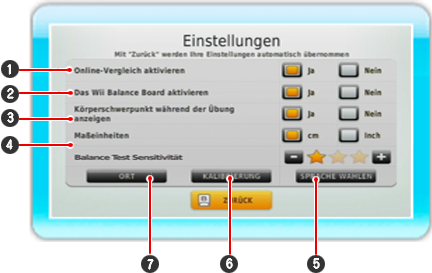 Einstellungen
Mit "Zurück" werden Ihre Einstellungen automatisch übernommen
1 Online-Vergleich aktivieren Ja Nein
2 Das Wii Balance Board aktivieren Ja Nein
3 Körperschwerpunkt während der Übung
anzeigen Ja Nein
Maßeinheiten cm Inch
4
Balance Test Sensitivität - +
ORT KALIBRIERUNG SPRACHE WÄHLEN
ZURÜCK
7 6 5